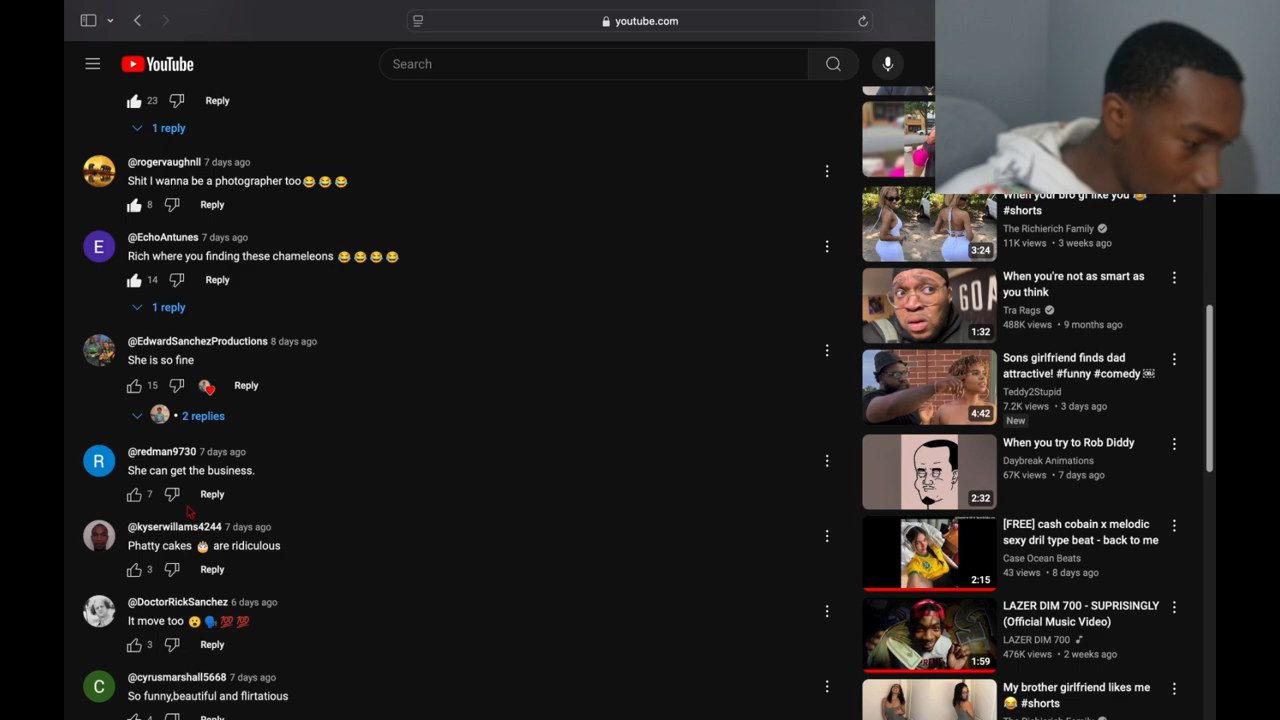 youtube.com
YouTube
Search
23
Reply
1 reply
@rogervaughnll 7 days ago
Shit I wanna be a photographer too😂 😂 😂
8
Reply
E
@EchoAntunes 7 days ago
Rich where you finding these chameleons 😂 😂 😂 😂
14
Reply
1 reply
@EdwardSanchezProductions 8 days ago
She is so fine
15
Reply
• 2 replies
R
@redman9730 7 days ago
She can get the business.
7
Reply
@kyserwillams4244 7 days ago
Phatty cakes 🎂 are ridiculous
3
Reply
@DoctorRickSanchez 6 days ago
It move too 😮 🗣 💯 💯
3
Reply
C
@cyrusmarshall5668 7 days ago
So funny,beautiful and flirtatious
4
Reply
When your bro gf like you 😂
#shorts
The Richierich Family
11K views • 3 weeks ago
3:24
When you're not as smart as
you think
Tra Rags
488K views • 9 months ago
GOA
1:32
Sons girlfriend finds dad
attractive! #funny #comedy
Teddy2Stupid
7.2K views • 3 days ago
New
4:42
When you try to Rob Diddy
Daybreak Animations
67K views • 7 days ago
2:32
[FREE] cash cobain x melodic
sexy dril type beat - back to me
Case Ocean Beats
43 views • 8 days ago
2:15
LAZER DIM 700 - SUPRISINGLY
(Official Music Video)
LAZER DIM 700
476K views • 2 weeks ago
1:59
My brother girlfriend likes me
😂 #shorts
The Richierich Family